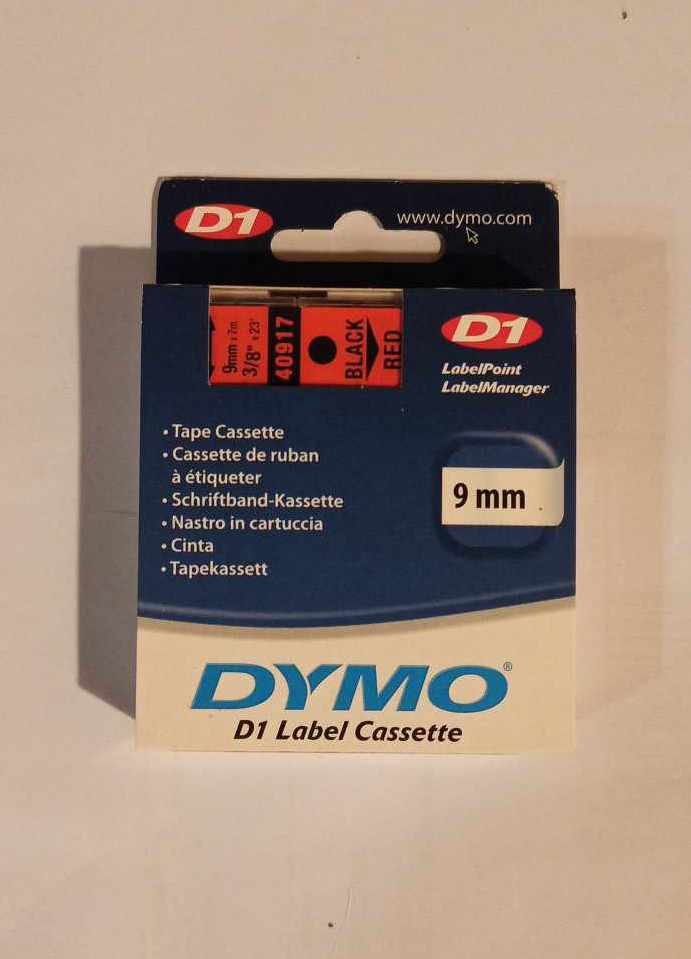 D1
www.dymo.com
9mm x 7m
3/8" x 23'
40917
BLACK
RED
D1
LabelPoint
LabelManager
• Tape Cassette
• Cassette de ruban
à étiqueter
• Schriftband-Kassette
• Nastro in cartuccia
• Cinta
• Tapekassett
9 mm
DYMO®
D1 Label Cassette